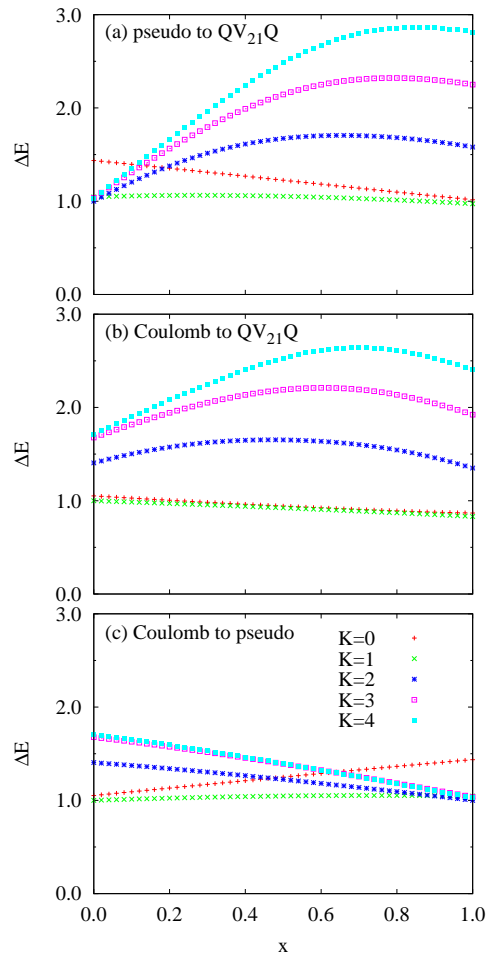 3.0
(a) pseudo to QV₂₁Q
2.0
ΔE
1.0
0.0
3.0
(b) Coulomb to QV₂₁Q
2.0
ΔE
1.0
0.0
3.0
(c) Coulomb to pseudo
K=0
K=1
K=2
K=3
K=4
2.0
ΔE
1.0
0.0
0.0 0.2 0.4 0.6 0.8 1.0
x